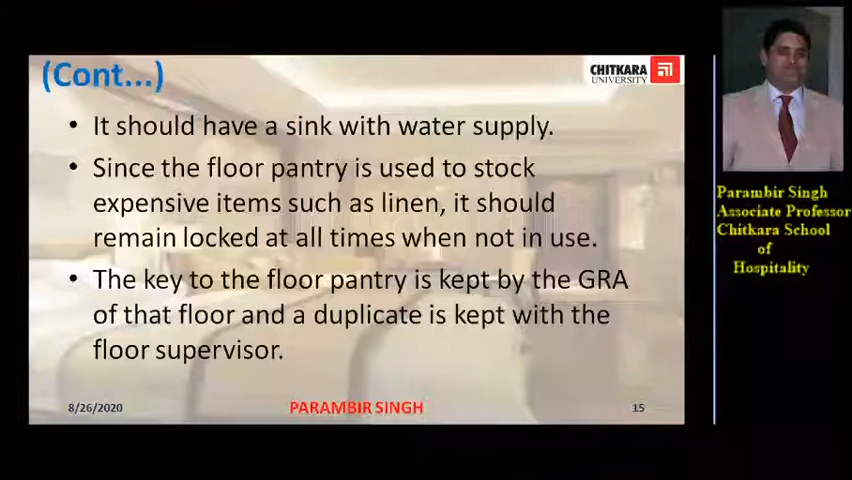 (Cont...)
CHITKARA
UNIVERSITY
• It should have a sink with water supply.
• Since the floor pantry is used to stock
expensive items such as linen, it should
remain locked at all times when not in use.
• The key to the floor pantry is kept by the GRA
of that floor and a duplicate is kept with the
floor supervisor.
8/26/2020
PARAMBIR SINGH
15
Parambir Singh
Associate Professor
Chitkara School
of
Hospitality